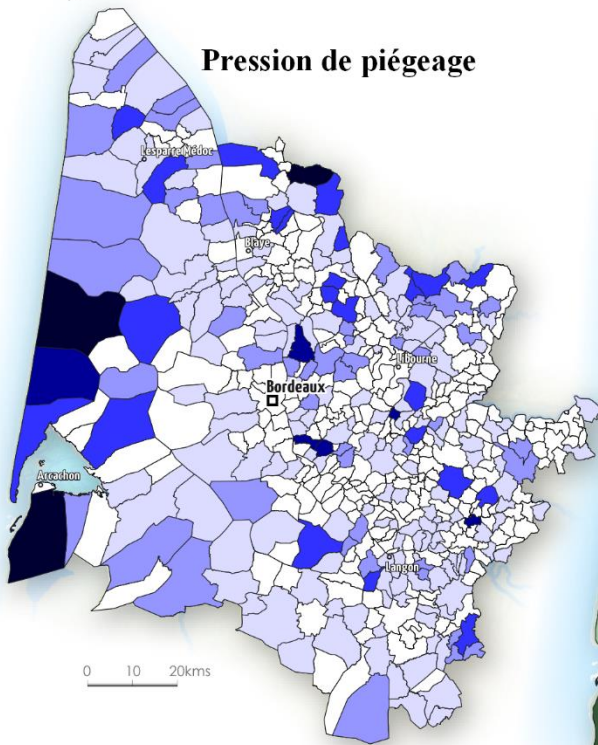 Pression de piégeage
Lesparre Médoc
Blaye
Libourne
Bordeaux
Arcachon
Langon
0 10 20kms